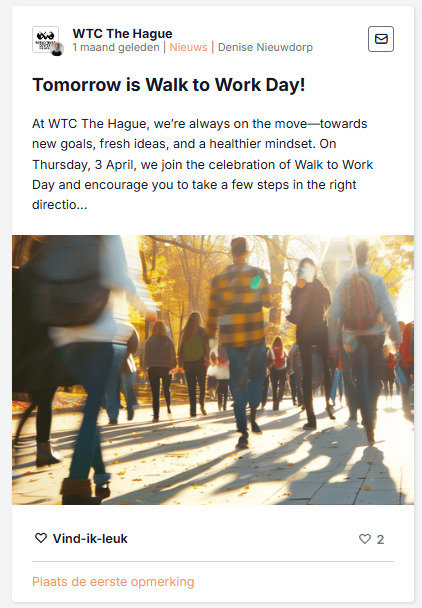 WTC The Hague
1 maand geleden | Nieuws | Denise Nieuwdorp
Tomorrow is Walk to Work Day!
At WTC The Hague, we're always on the move—towards
new goals, fresh ideas, and a healthier mindset. On
Thursday, 3 April, we join the celebration of Walk to Work
Day and encourage you to take a few steps in the right
directio...
Vind-ik-leuk
2
Plaats de eerste opmerking